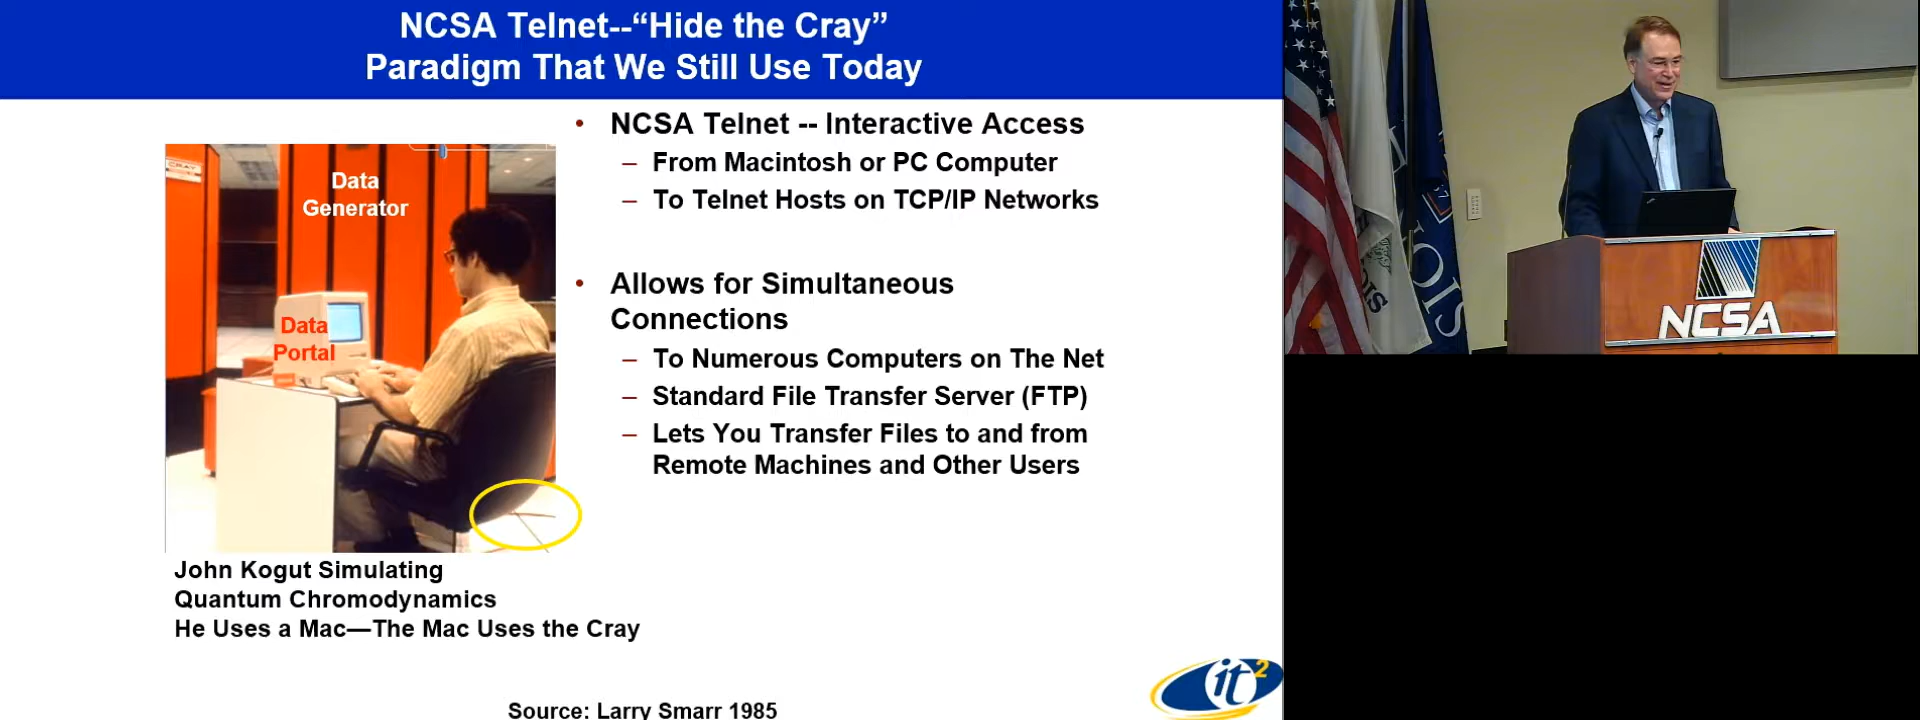 NCSA Telnet--“Hide the Cray”
Paradigm That We Still Use Today
CRAY
Data
Generator
Data
Portal
John Kogut Simulating
Quantum Chromodynamics
He Uses a Mac—The Mac Uses the Cray
• NCSA Telnet -- Interactive Access
– From Macintosh or PC Computer
– To Telnet Hosts on TCP/IP Networks
• Allows for Simultaneous
Connections
– To Numerous Computers on The Net
– Standard File Transfer Server (FTP)
– Lets You Transfer Files to and from
Remote Machines and Other Users
Source: Larry Smarr 1985
it2
NCSA